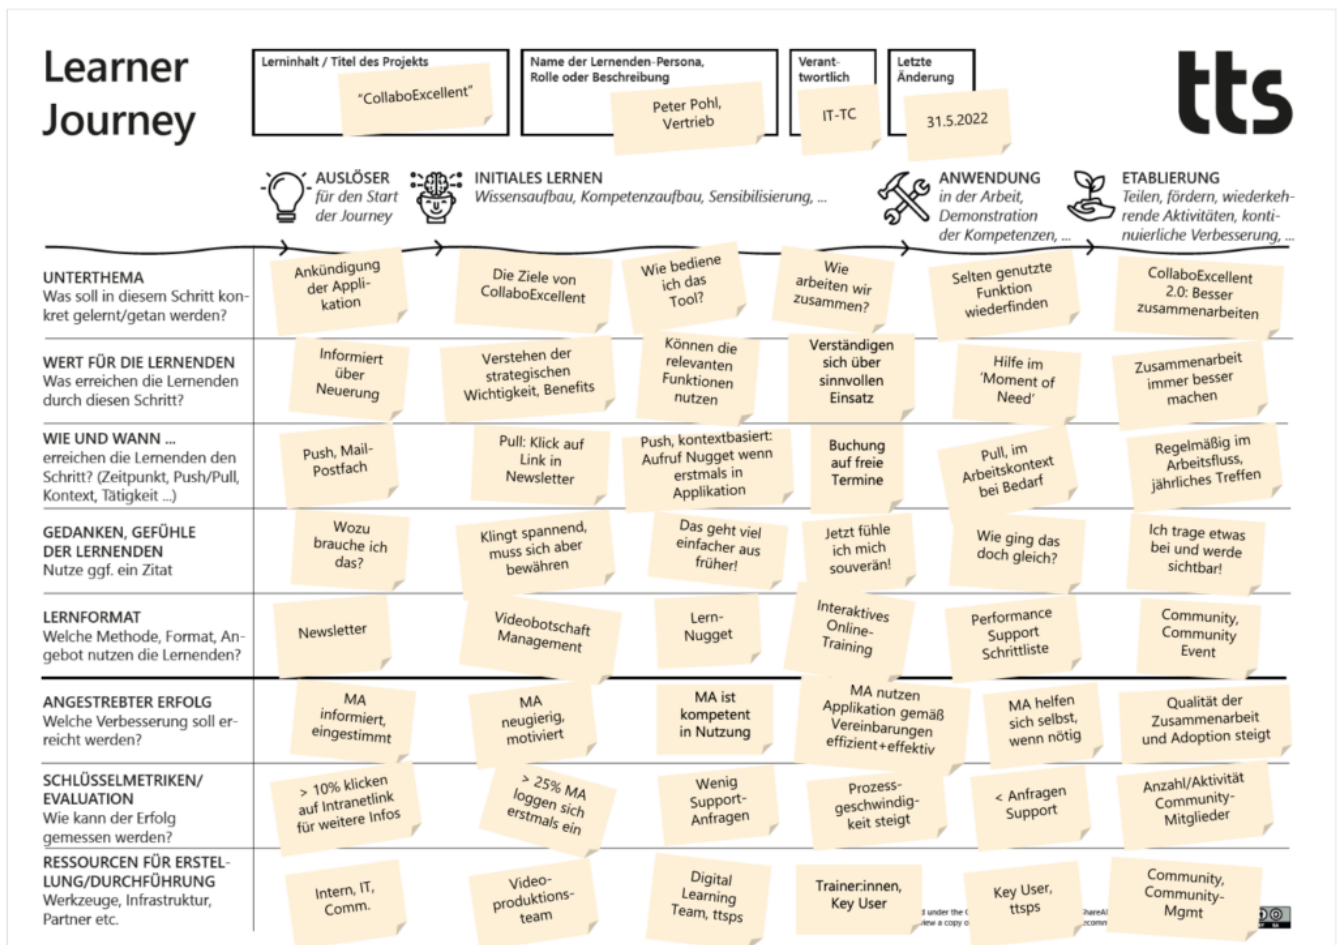 Learner
Journey
Lerninhalt / Titel des Projekts
"CollaboExcellent"
Name der Lernenden-Persona,
Rolle oder Beschreibung
Peter Pohl,
Vertrieb
Verant-
twortlich
IT-TC
Letzte
Änderung
31.5.2022
tts
AUSLÖSER
für den Start
der Journey
INITIALES LERNEN
Wissensaufbau, Kompetenzaufbau, Sensibilisierung, ...
ANWENDUNG
in der Arbeit,
Demonstration
der Kompetenzen, ...
ETABLIERUNG
Teilen, fördern, wiederkeh-
rende Aktivitäten, konti-
nuierliche Verbesserung, ...
UNTERTHEMA
Was soll in diesem Schritt kon-
kret gelernt/getan werden?
Ankündigung
der Appli-
kation
Die Ziele von
CollaboExcellent
Wie bediene
ich das
Tool?
Wie
arbeiten wir
zusammen?
Selten genutzte
Funktion
wiederfinden
CollaboExcellent
2.0: Besser
zusammenarbeiten
WERT FÜR DIE LERNENDEN
Was erreichen die Lernenden
durch diesen Schritt?
Informiert
über
Neuerung
Verstehen der
strategischen
Wichtigkeit, Benefits
Können die
relevanten
Funktionen
nutzen
Verständigen
sich über
sinnvollen
Einsatz
Hilfe im
'Moment of
Need'
Zusammenarbeit
immer besser
machen
WIE UND WANN ...
erreichen die Lernenden den
Schritt? (Zeitpunkt, Push/Pull,
Kontext, Tätigkeit ...)
Push, Mail-
Postfach
Pull: Klick auf
Link in
Newsletter
Push, kontextbasiert:
Aufruf Nugget wenn
erstmals in
Applikation
Buchung
auf freie
Termine
Pull, im
Arbeitskontext
bei Bedarf
Regelmäßig im
Arbeitsfluss,
jährliches Treffen
GEDANKEN, GEFÜHLE
DER LERNENDEN
Nutze ggf. ein Zitat
Wozu
brauche ich
das?
Klingt spannend,
muss sich aber
bewähren
Das geht viel
einfacher aus
früher!
Jetzt fühle
ich mich
souverän!
Wie ging das
doch gleich?
Ich trage etwas
bei und werde
sichtbar!
LERNFORMAT
Welche Methode, Format, An-
gebot nutzen die Lernenden?
Newsletter
Videobotschaft
Management
Lern-
Nugget
Interaktives
Online-
Training
Performance
Support
Schrittliste
Community,
Community
Event
ANGESTREBTER ERFOLG
Welche Verbesserung soll er-
reicht werden?
MA
informiert,
eingestimmt
MA
neugierig,
motiviert
MA ist
kompetent
in Nutzung
MA nutzen
Applikation gemäß
Vereinbarungen
effizient+effektiv
MA helfen
sich selbst,
wenn nötig
Qualität der
Zusammenarbeit
und Adoption steigt
SCHLÜSSELMETRIKEN/
EVALUATION
Wie kann der Erfolg
gemessen werden?
> 10% klicken
auf Intranetlink
für weitere Infos
> 25% MA
loggen sich
erstmals ein
Wenig
Support-
Anfragen
Prozess-
geschwindig-
keit steigt
< Anfragen
Support
Anzahl/Aktivität
Community-
Mitglieder
RESSOURCEN FÜR ERSTEL-
LUNG/DURCHFÜHRUNG
Werkzeuge, Infrastruktur,
Partner etc.
Intern, IT,
Comm.
Video-
produktions-
team
Digital
Learning
Team, ttsps
Trainer:innen,
Key User
Key User,
ttsps
Community,
Community-
Mgmt
under the
view a copy o